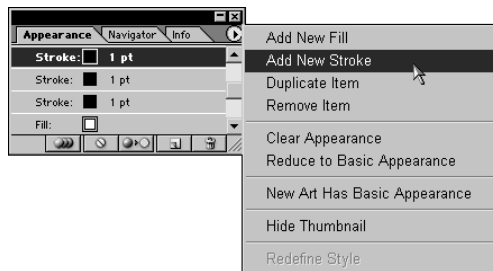 Appearance Navigator Info
Stroke: 1 pt
Stroke: 1 pt
Stroke: 1 pt
Fill:
Add New Fill
Add New Stroke
Duplicate Item
Remove Item
Clear Appearance
Reduce to Basic Appearance
New Art Has Basic Appearance
Hide Thumbnail
Redefine Style